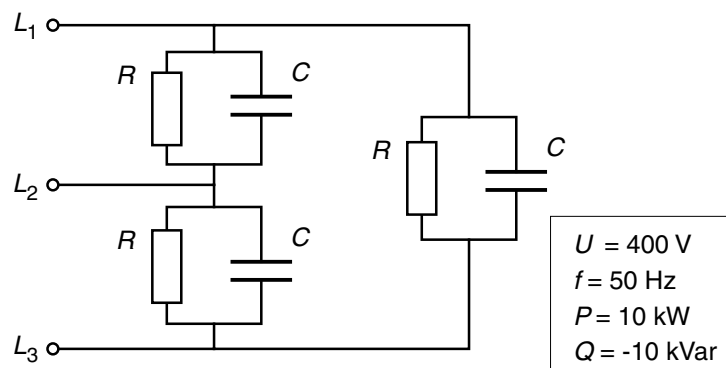 L1
R
C
R
C
L2
R
C
L3
U = 400 V
f = 50 Hz
P = 10 kW
Q = -10 kVar